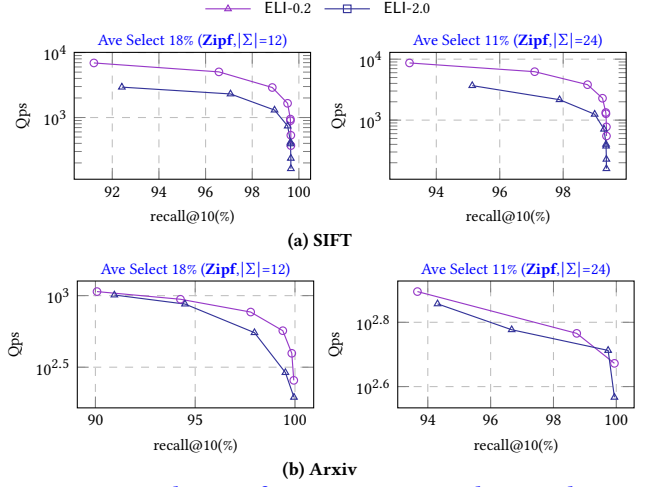 ELI-0.2 ELI-2.0
Ave Select 18% (Zipf,|Σ|=12) Ave Select 11% (Zipf,|Σ|=24)
10^4 10^4
10^3 10^3
Qps Qps
92 94 96 98 100 94 96 98
recall@10(%) recall@10(%)
(a) SIFT
Ave Select 18% (Zipf,|Σ|=12) Ave Select 11% (Zipf,|Σ|=24)
10^3 10^2.8
10^2.5 10^2.6
Qps Qps
90 95 100 94 96 98 100
recall@10(%) recall@10(%)
(b) Arxiv